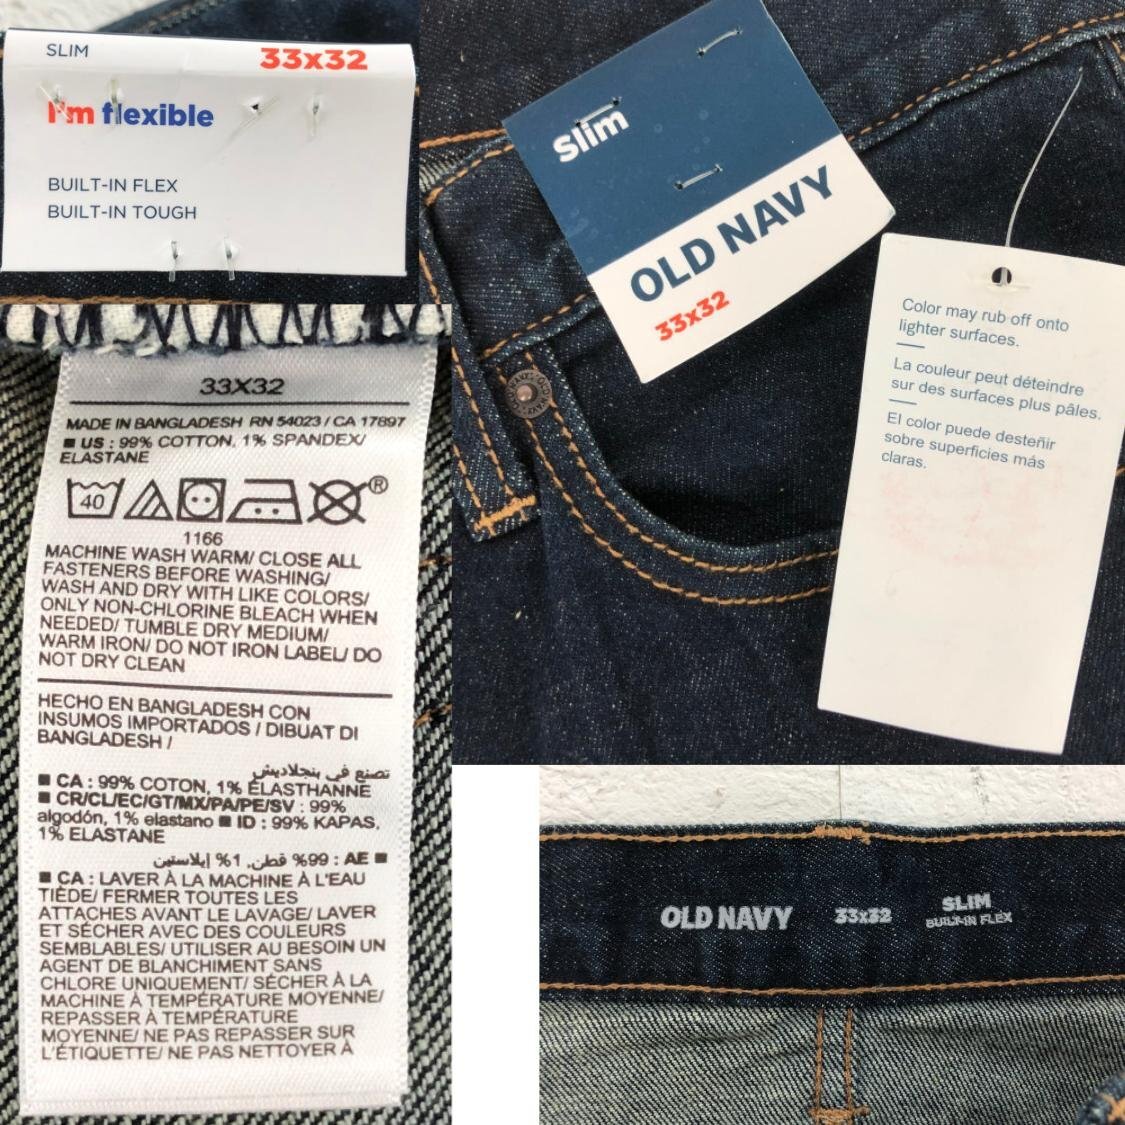 SLIM
33x32
I'm flexible
BUILT-IN FLEX
BUILT-IN TOUGH
Slim
OLD NAVY
33x32
Color may rub off onto
lighter surfaces.
La couleur peut déteindre
sur des surfaces plus pâles.
El color puede desteñir
sobre superficies más
claras.
33X32
MADE IN BANGLADESH RN 54023 / CA 17897
■ US : 99% COTTON, 1% SPANDEX/
ELASTANE
40
®
1166
MACHINE WASH WARM/ CLOSE ALL
FASTENERS BEFORE WASHING/
WASH AND DRY WITH LIKE COLORS/
ONLY NON-CHLORINE BLEACH WHEN
NEEDED/ TUMBLE DRY MEDIUM/
WARM IRON/ DO NOT IRON LABEL/ DO
NOT DRY CLEAN
HECHO EN BANGLADESH CON
INSUMOS IMPORTADOS / DIBUAT DI
BANGLADESH /
تصنع في بنجلاديش
■ CA : 99% COTON, 1% ÉLASTHANNE
■ CR/CL/EC/GT/MX/PA/PE/SV : 99%
algodón, 1% elastano ■ ID : 99% KAPAS,
1% ELASTANE
■ AE : 99% قطن, 1% إيلاستين
■ CA : LAVER À LA MACHINE À L'EAU
TIÈDE/ FERMER TOUTES LES
ATTACHES AVANT LE LAVAGE/ LAVER
ET SÉCHER AVEC DES COULEURS
SEMBLABLES/ UTILISER AU BESOIN UN
AGENT DE BLANCHIMENT SANS
CHLORE UNIQUEMENT/ SÉCHER À LA
MACHINE À TEMPÉRATURE MOYENNE/
REPASSER À TEMPÉRATURE
MOYENNE/ NE PAS REPASSER SUR
L'ÉTIQUETTE/ NE PAS NETTOYER À
OLD NAVY
33x32
SLIM
BUILT-IN FLEX